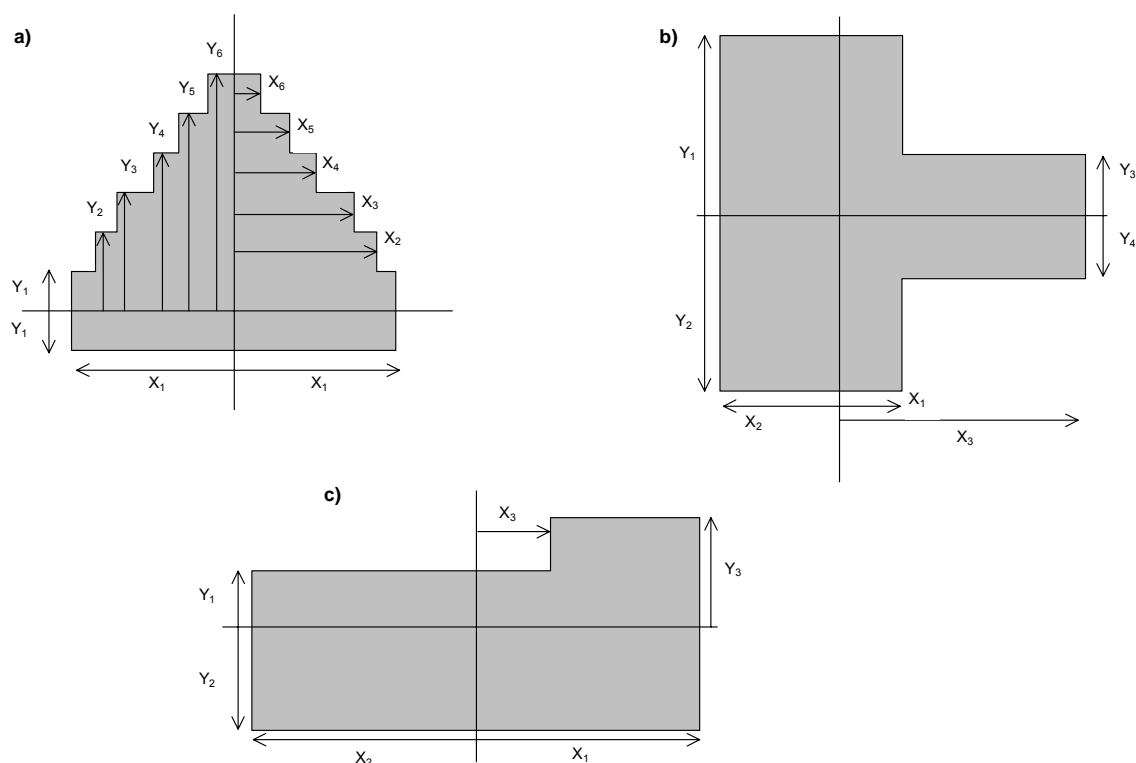 a)
Y₆
X₆
Y₅
X₅
Y₄
X₄
Y₃
X₃
Y₂
X₂
Y₁
Y₁
X₁ X₁
b)
Y₁
Y₃
Y₄
Y₂
X₁
X₂
X₃
c)
X₃
Y₃
Y₁
Y₂
X₂ X₁